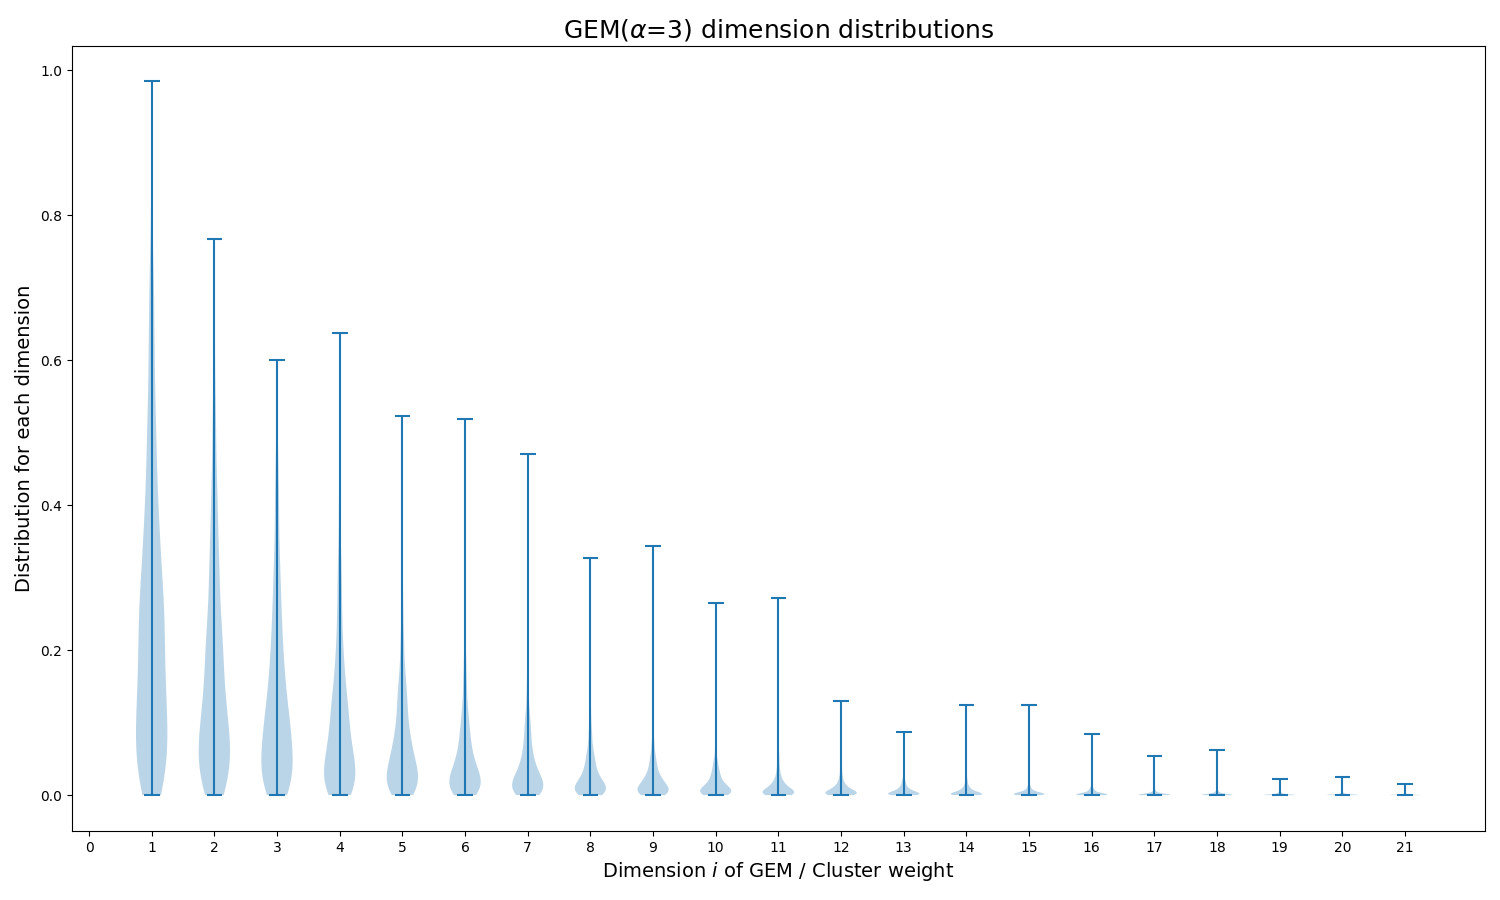 GEM(α=3) dimension distributions
Distribution for each dimension
1.0
0.8
0.6
0.4
0.2
0.0
0 1 2 3 4 5 6 7 8 9 10 11 12 13 14 15 16 17 18 19 20 21
Dimension i of GEM / Cluster weight